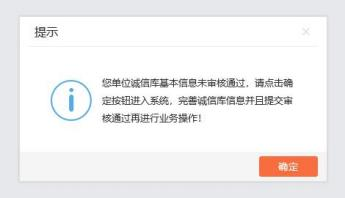 提示
您单位诚信库基本信息未审核通过，请点击确
定按钮进入系统，完善诚信库信息并且提交审
核通过再进行业务操作！
确定